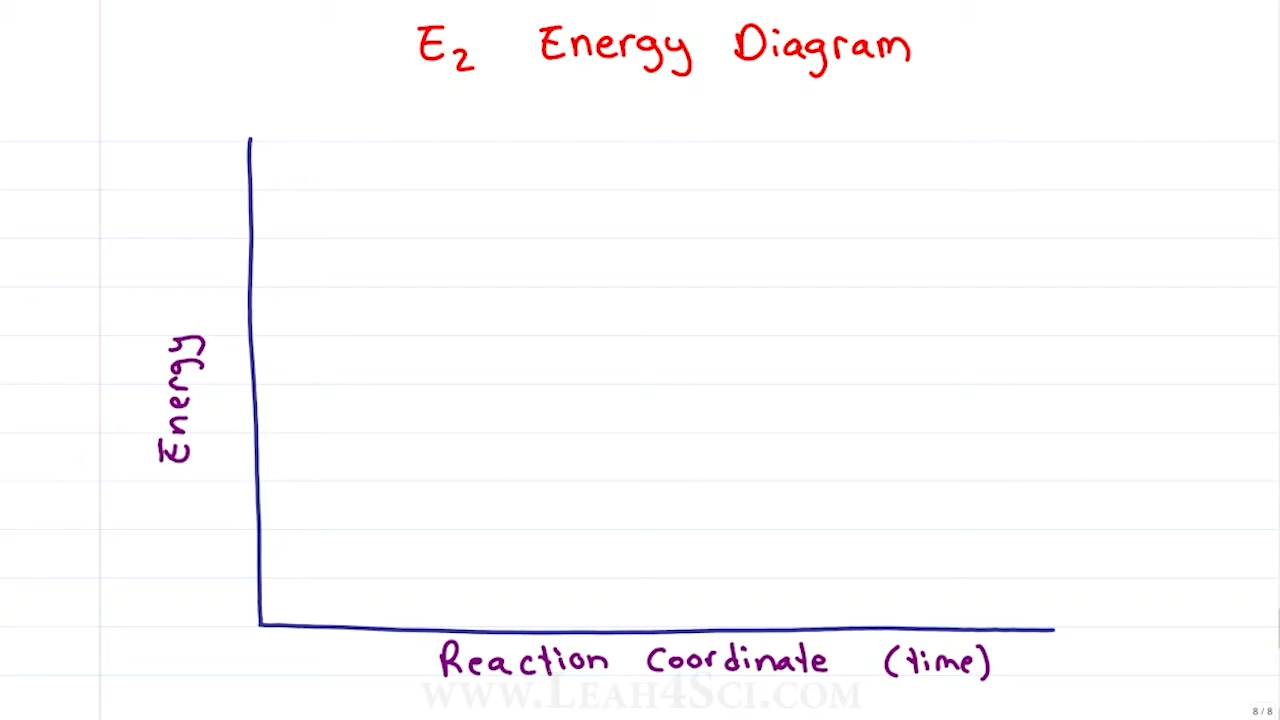 E₂ Energy Diagram
Energy
Reaction Coordinate (time)
www.Leah4Sci.com
8 / 8